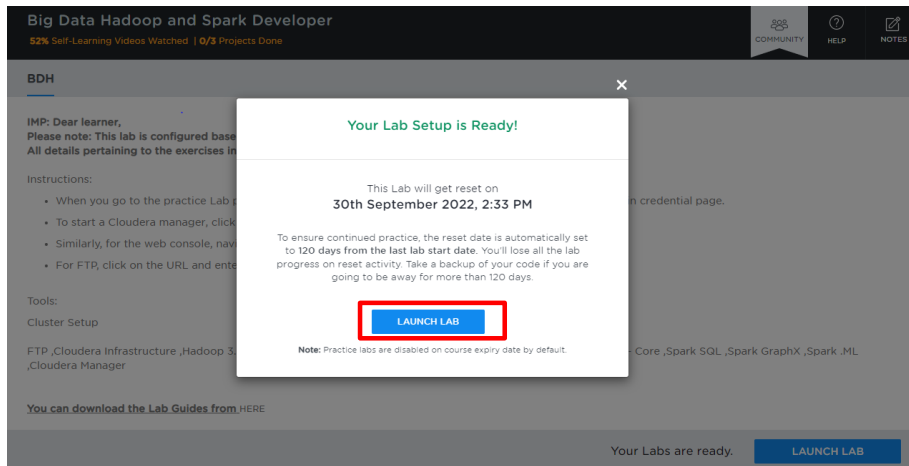 Big Data Hadoop and Spark Developer
52% Self-Learning Videos Watched | 0/3 Projects Done
COMMUNITY
HELP
NOTES
BDH
IMP: Dear learner,
Please note: This lab is configured base
All details pertaining to the exercises in
Instructions:
• When you go to the practice Lab p
n credential page.
• To start a Cloudera manager, click
• Similarly, for the web console, navi
• For FTP, click on the URL and ente
Tools:
Cluster Setup
FTP ,Cloudera Infrastructure ,Hadoop 3.
- Core ,Spark SQL ,Spark GraphX ,Spark .ML
,Cloudera Manager
You can download the Lab Guides from HERE
Your Lab Setup is Ready!
This Lab will get reset on
30th September 2022, 2:33 PM
To ensure continued practice, the reset date is automatically set
to 120 days from the last lab start date. You'll lose all the lab
progress on reset activity. Take a backup of your code if you are
going to be away for more than 120 days.
LAUNCH LAB
Note: Practice labs are disabled on course expiry date by default.
Your Labs are ready.
LAUNCH LAB